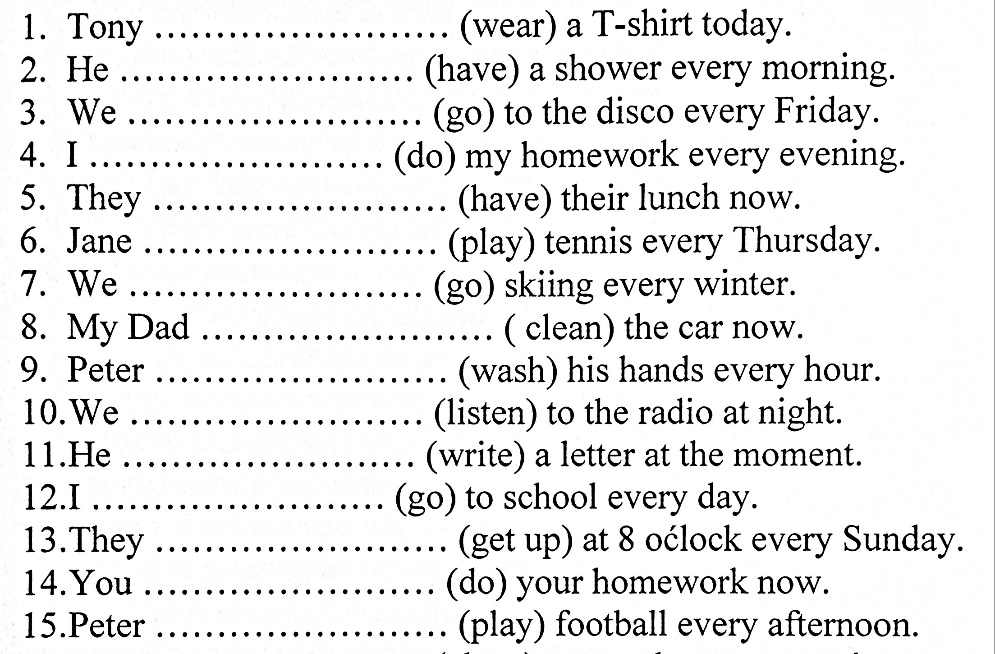 1. Tony ........................ (wear) a T-shirt today.
2. He ........................ (have) a shower every morning.
3. We ........................ (go) to the disco every Friday.
4. I ........................ (do) my homework every evening.
5. They ........................ (have) their lunch now.
6. Jane ........................ (play) tennis every Thursday.
7. We ........................ (go) skiing every winter.
8. My Dad ........................ ( clean) the car now.
9. Peter ........................ (wash) his hands every hour.
10.We ........................ (listen) to the radio at night.
11.He ........................ (write) a letter at the moment.
12.I ........................ (go) to school every day.
13.They ........................ (get up) at 8 oćlock every Sunday.
14.You ........................ (do) your homework now.
15.Peter ........................ (play) football every afternoon.